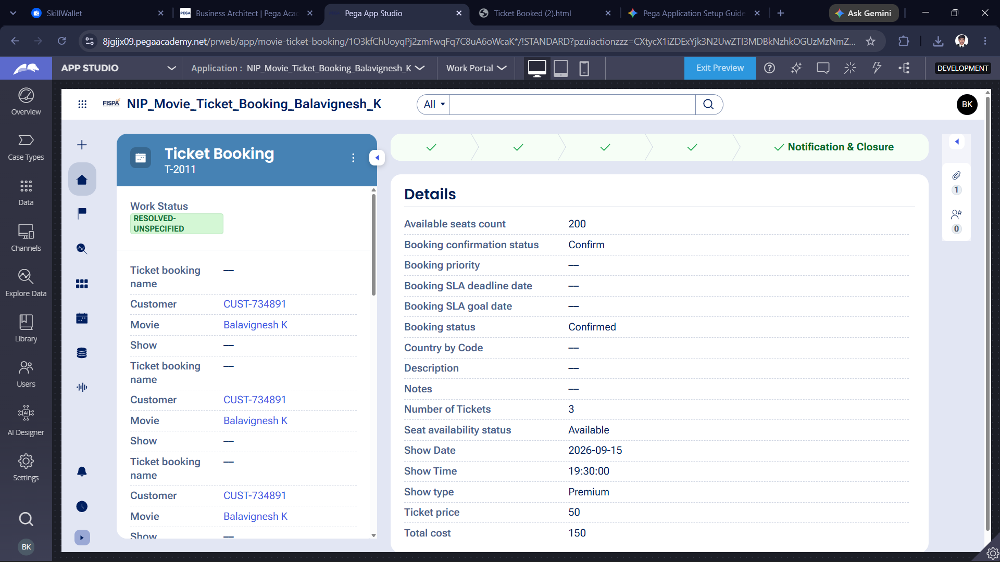 SkillWallet
Business Architect | Pega Acac
Pega App Studio
Ticket Booked (2).html
Pega Application Setup Guide
Ask Gemini
8jgijx09.pegaacademy.net/prweb/app/movie-ticket-booking/1O3kfChUoyqPj2zmFwqFq7C8uA6oWcaK*/!STANDARD?pzuiactionzzz=CXtycX1iZDExYjk3N2UwZTI3MDBkNzhkOGUzMzNmZ...
APP STUDIO
Application : NIP_Movie_Ticket_Booking_Balavignesh_K
Work Portal
Exit Preview
DEVELOPMENT
Overview
Case Types
Data
Channels
Explore Data
Library
Users
AI
AI Designer
Settings
BK
FISPA
NIP_Movie_Ticket_Booking_Balavignesh_K
All
BK
Ticket Booking
T-2011
Work Status
RESOLVED-
UNSPECIFIED
Ticket booking name —
Customer CUST-734891
Movie Balavignesh K
Show —
Ticket booking name —
Customer CUST-734891
Movie Balavignesh K
Show —
Ticket booking name —
Customer CUST-734891
Movie Balavignesh K
Show —
Notification & Closure
Details
Available seats count 200
Booking confirmation status Confirm
Booking priority —
Booking SLA deadline date —
Booking SLA goal date —
Booking status Confirmed
Country by Code —
Description —
Notes —
Number of Tickets 3
Seat availability status Available
Show Date 2026-09-15
Show Time 19:30:00
Show type Premium
Ticket price 50
Total cost 150
1
0